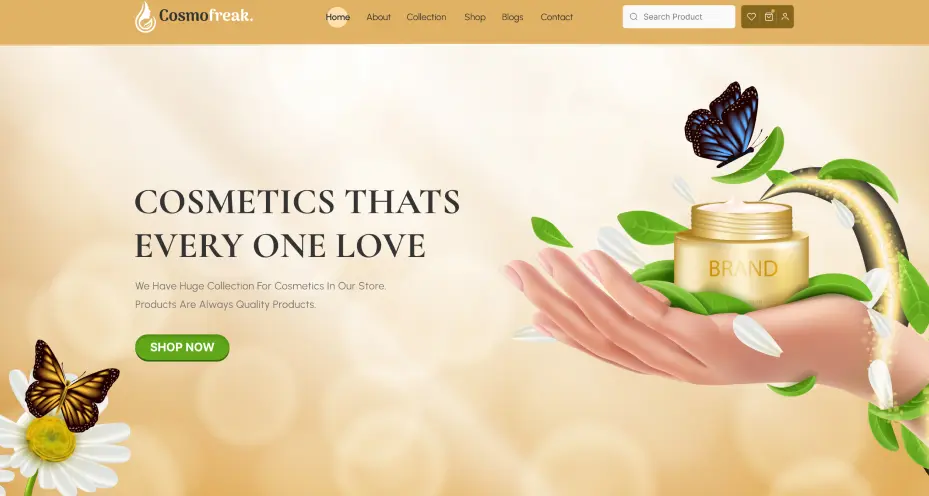 Cosmofreak.
Home
About
Collection
Shop
Blogs
Contact
Search Product
COSMETICS THATS
EVERY ONE LOVE
We Have Huge Collection For Cosmetics In Our Store.
Products Are Always Quality Products.
SHOP NOW
BRAND